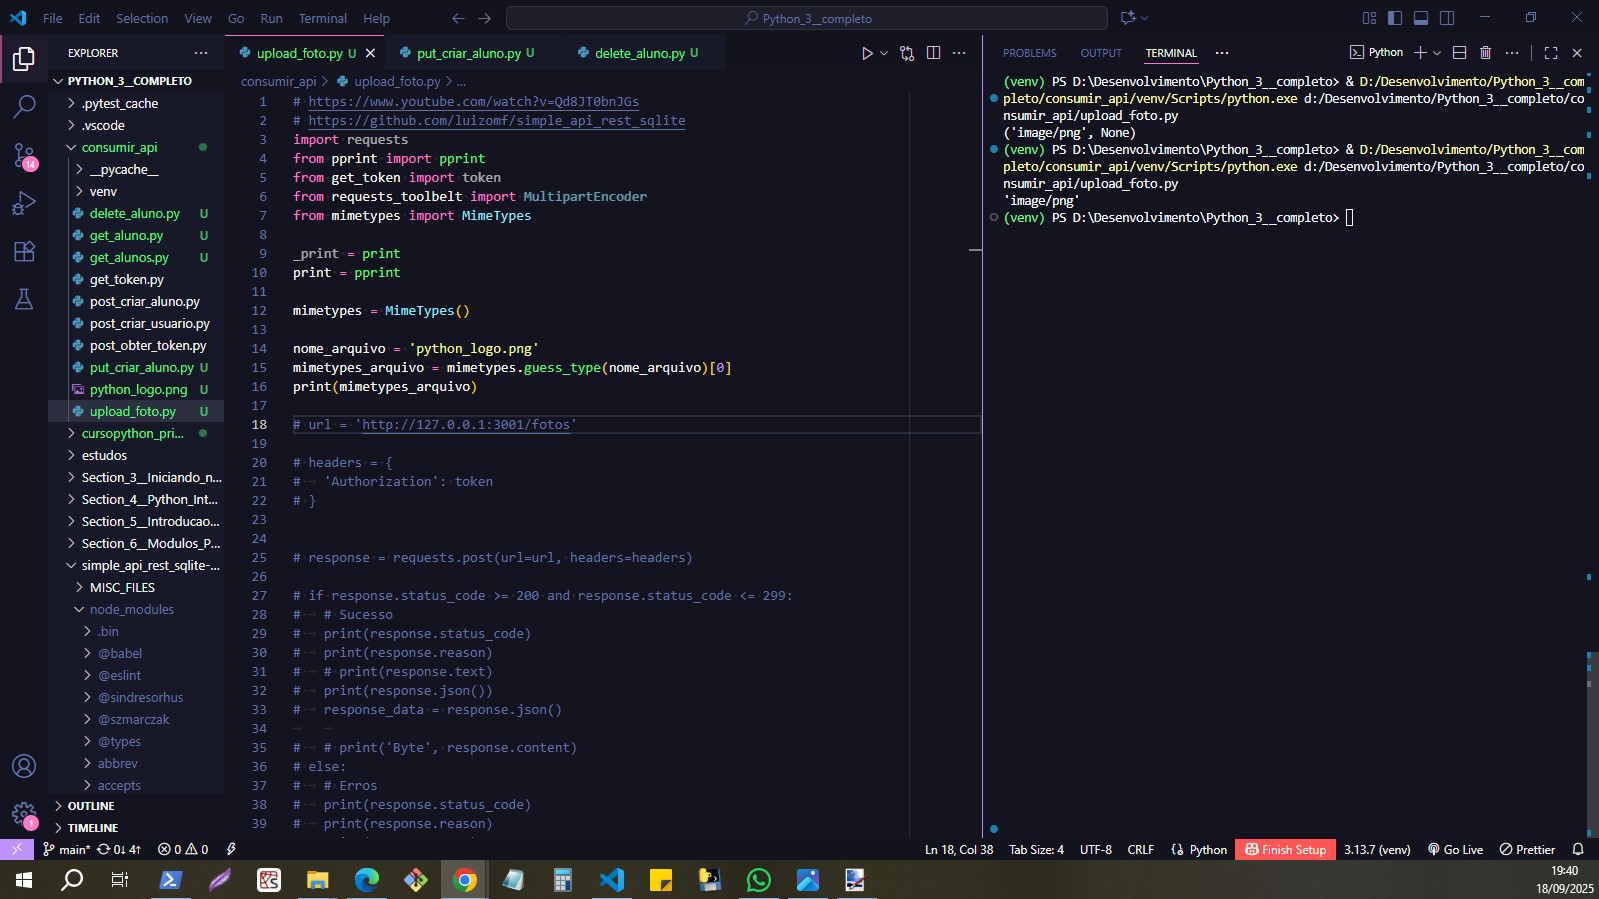 File Edit Selection View Go Run Terminal Help
Python_3__completo
EXPLORER
PYTHON_3__COMPLETO
.pytest_cache
.vscode
consumir_api
__pycache__
venv
delete_aluno.py U
get_aluno.py U
get_alunos.py U
get_token.py
post_criar_aluno.py
post_criar_usuario.py
post_obter_token.py
put_criar_aluno.py U
python_logo.png U
upload_foto.py U
cursopython_pri...
estudos
Section_3__Iniciando_n...
Section_4__Python_Int...
Section_5__Introducao...
Section_6__Modulos_P...
simple_api_rest_sqlite-...
MISC_FILES
node_modules
.bin
@babel
@eslint
@sindresorhus
@szmarczak
@types
abbrev
accepts
OUTLINE
TIMELINE
14
1
upload_foto.py U
put_criar_aluno.py U
delete_aluno.py U
consumir_api > upload_foto.py > ...
1 # https://www.youtube.com/watch?v=Qd8JT0bnJGs
2 # https://github.com/luizomf/simple_api_rest_sqlite
3 import requests
4 from pprint import pprint
5 from get_token import token
6 from requests_toolbelt import MultipartEncoder
7 from mimetypes import MimeTypes
8
9 _print = print
10 print = pprint
11
12 mimetypes = MimeTypes()
13
14 nome_arquivo = 'python_logo.png'
15 mimetypes_arquivo = mimetypes.guess_type(nome_arquivo)[0]
16 print(mimetypes_arquivo)
17
18 # url = 'http://127.0.0.1:3001/fotos'
19
20 # headers = {
21 # 'Authorization': token
22 # }
23
24
25 # response = requests.post(url=url, headers=headers)
26
27 # if response.status_code >= 200 and response.status_code <= 299:
28 # # Sucesso
29 # print(response.status_code)
30 # print(response.reason)
31 # # print(response.text)
32 # print(response.json())
33 # response_data = response.json()
34
35 # # print('Byte', response.content)
36 # else:
37 # # Erros
38 # print(response.status_code)
39 # print(response.reason)
PROBLEMS OUTPUT TERMINAL
Python
(venv) PS D:\Desenvolvimento\Python_3__completo> & D:/Desenvolvimento/Python_3__com
pleto/consumir_api/venv/Scripts/python.exe d:/Desenvolvimento/Python_3__completo/co
nsumir_api/upload_foto.py
('image/png', None)
(venv) PS D:\Desenvolvimento\Python_3__completo> & D:/Desenvolvimento/Python_3__com
pleto/consumir_api/venv/Scripts/python.exe d:/Desenvolvimento/Python_3__completo/co
nsumir_api/upload_foto.py
'image/png'
(venv) PS D:\Desenvolvimento\Python_3__completo>
main* 0↓ 4↑ 0 0
Ln 18, Col 38 Tab Size: 4 UTF-8 CRLF Python Finish Setup 3.13.7 (venv) Go Live Prettier
19:40
18/09/2025